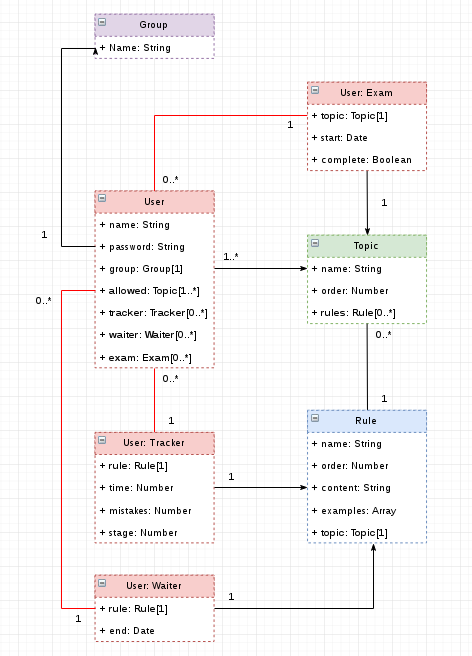 Group
+ Name: String
User: Exam
+ topic: Topic[1]
+ start: Date
+ complete: Boolean
1
0..*
1
User
+ name: String
+ password: String
+ group: Group[1]
+ allowed: Topic[1..*]
+ tracker: Tracker[0..*]
+ waiter: Waiter[0..*]
+ exam: Exam[0..*]
1
1..*
0..*
Topic
+ name: String
+ order: Number
+ rules: Rule[0..*]
0..*
1
0..*
1
User: Tracker
+ rule: Rule[1]
+ time: Number
+ mistakes: Number
+ stage: Number
1
Rule
+ name: String
+ order: Number
+ content: String
+ examples: Array
+ topic: Topic[1]
User: Waiter
+ rule: Rule[1]
+ end: Date
1
1